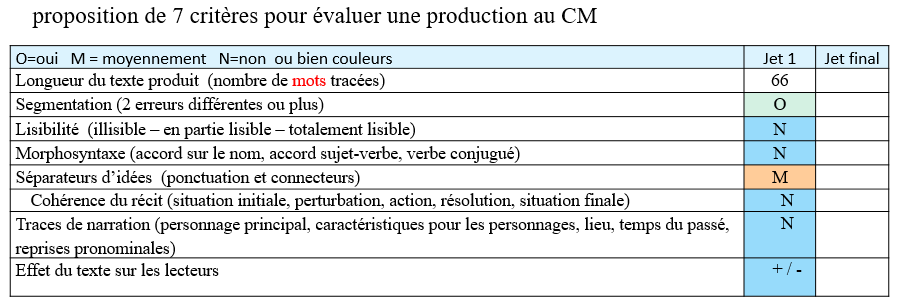 proposition de 7 critères pour évaluer une production au CM
O=oui M = moyennement N=non ou bien couleurs Jet 1 Jet final
Longueur du texte produit (nombre de mots tracées) 66
Segmentation (2 erreurs différentes ou plus) O
Lisibilité (illisible – en partie lisible – totalement lisible) N
Morphosyntaxe (accord sur le nom, accord sujet-verbe, verbe conjugué) N
Séparateurs d'idées (ponctuation et connecteurs) M
Cohérence du récit (situation initiale, perturbation, action, résolution, situation finale) N
Traces de narration (personnage principal, caractéristiques pour les personnages, lieu, temps du passé, N
reprises pronominales)
Effet du texte sur les lecteurs + / -